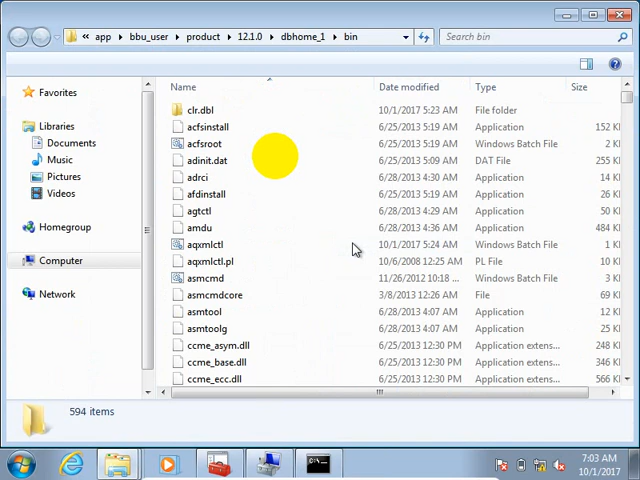 « app ▸ bbu_user ▸ product ▸ 12.1.0 ▸ dbhome_1 ▸ bin
Search bin
Name Date modified Type Size
Favorites
Libraries
Documents
Music
Pictures
Videos
Homegroup
Computer
Network
clr.dbl 10/1/2017 5:23 AM File folder
acfsinstall 6/25/2013 5:19 AM Application 152 K
acfsroot 6/25/2013 5:19 AM Windows Batch File 2 K
adinit.dat 6/25/2013 5:09 AM DAT File 255 K
adrci 6/28/2013 4:30 AM Application 14 K
afdinstall 6/25/2013 5:19 AM Application 26 K
agtctl 6/28/2013 4:29 AM Application 50 K
amdu 6/28/2013 4:36 AM Application 484 K
aqxmlctl 10/1/2017 5:24 AM Windows Batch File 1 K
aqxmlctl.pl 10/6/2008 12:25 AM PL File 10 K
asmcmd 11/26/2012 10:18 ... Windows Batch File 3 K
asmcmdcore 3/8/2013 12:26 AM File 69 K
asmtool 6/28/2013 4:07 AM Application 12 K
asmtoolg 6/28/2013 4:07 AM Application 25 K
ccme_asym.dll 6/25/2013 12:30 PM Application extens... 248 K
ccme_base.dll 6/25/2013 12:30 PM Application extens... 346 K
ccme_ecc.dll 6/25/2013 12:30 PM Application extens... 566 K
594 items
7:03 AM
10/1/2017